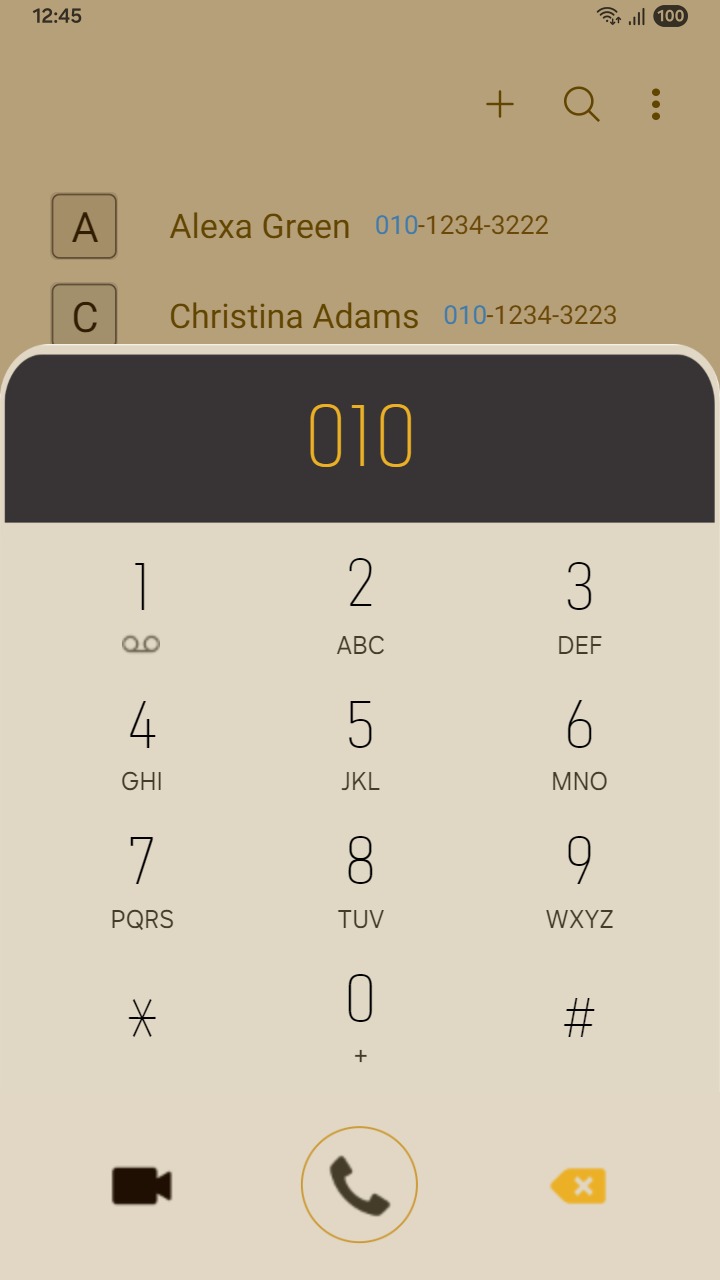 12:45 100
A Alexa Green 010-1234-3222
C Christina Adams 010-1234-3223
010
1 2 3
ABC DEF
4 5 6
GHI JKL MNO
7 8 9
PQRS TUV WXYZ
* 0 #
+